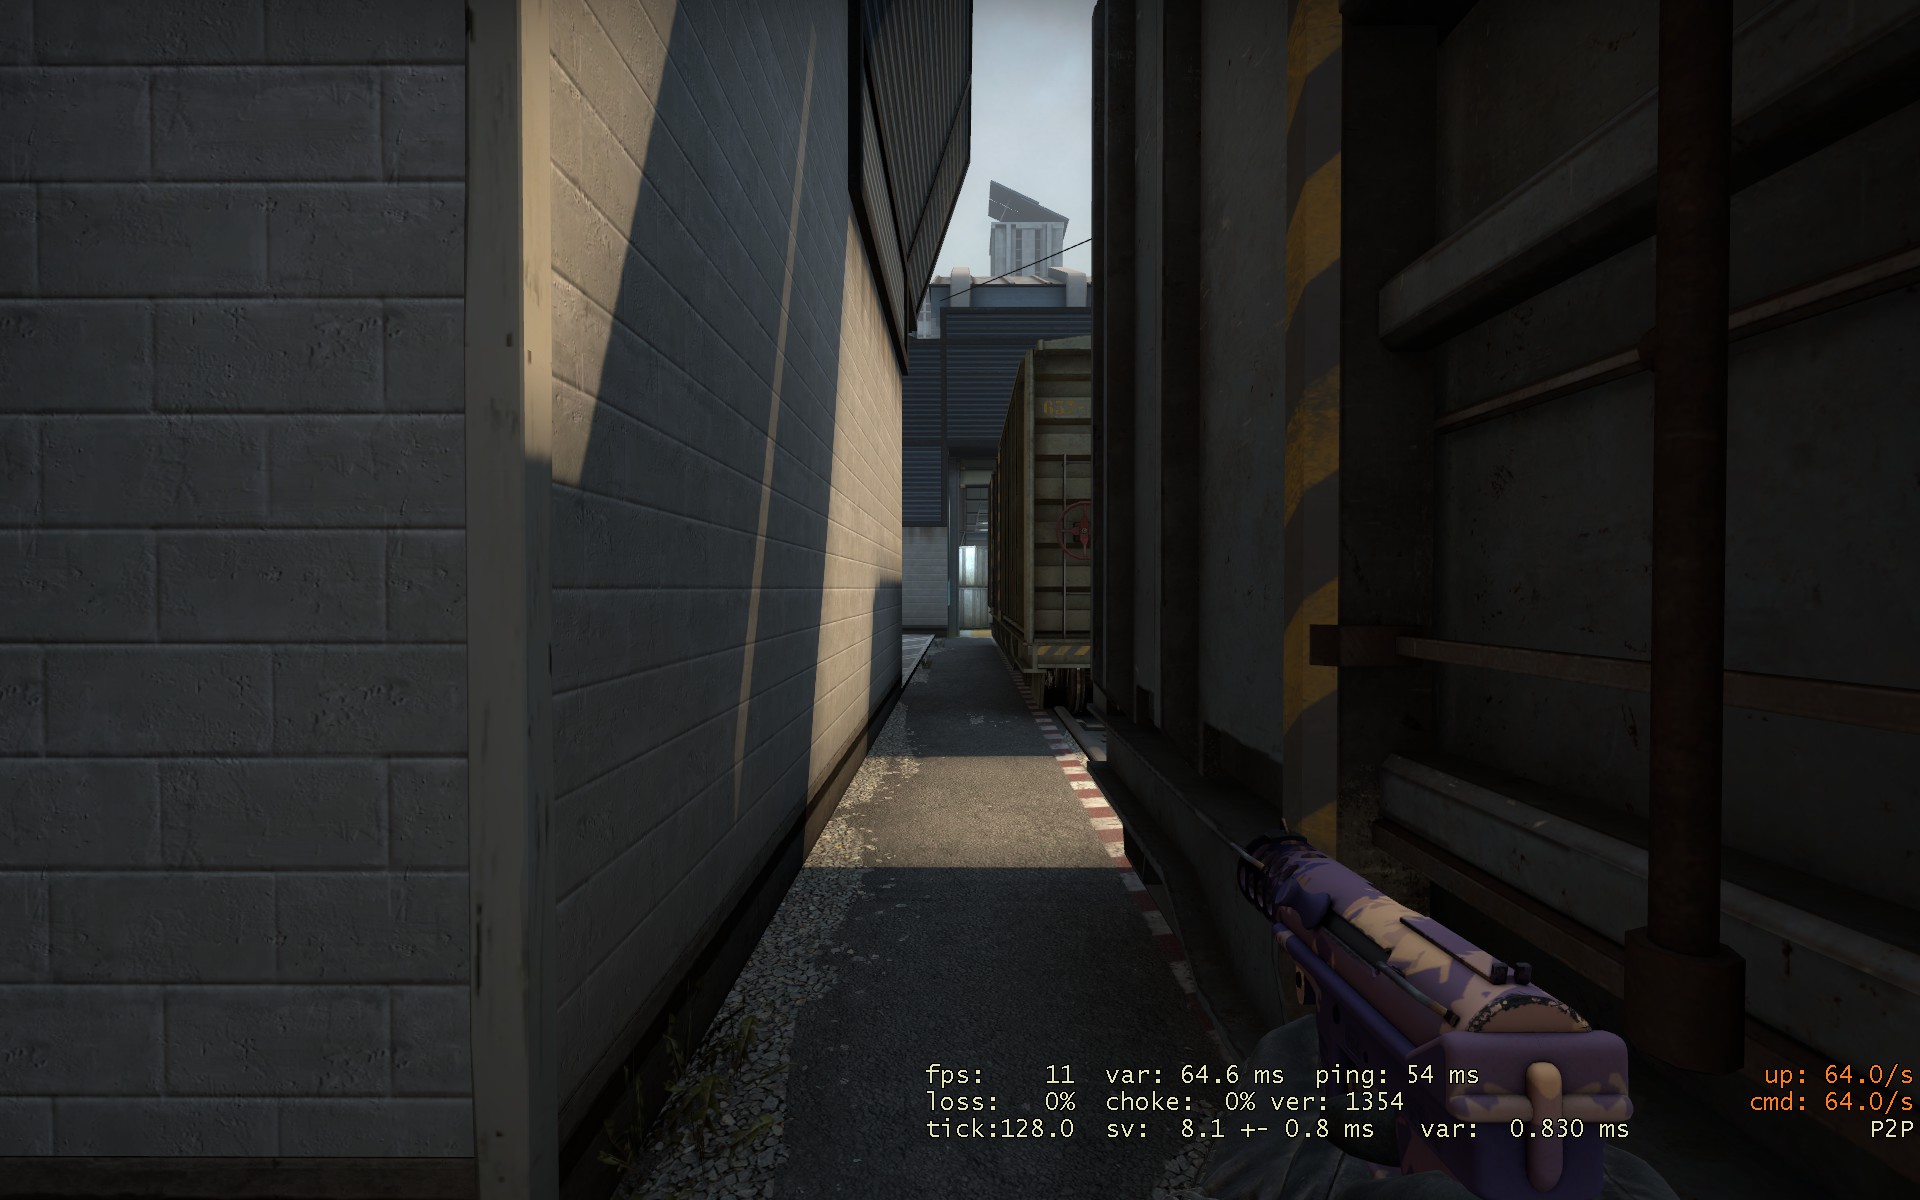 fps: 11 var: 64.6 ms ping: 54 ms
loss: 0% choke: 0% ver: 1354
tick:128.0 sv: 8.1 +- 0.8 ms var: 0.830 ms
up: 64.0/s
cmd: 64.0/s
P2P